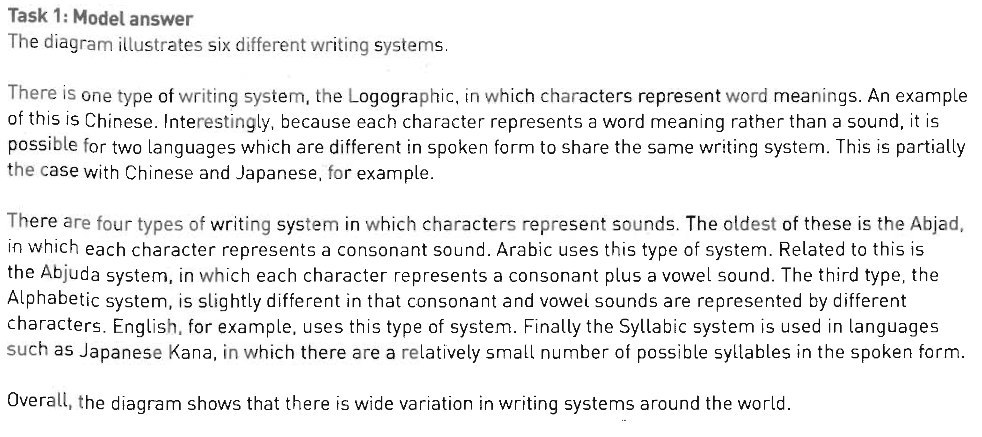 Task 1: Model answer
The diagram illustrates six different writing systems.
There is one type of writing system, the Logographic, in which characters represent word meanings. An example
of this is Chinese. Interestingly, because each character represents a word meaning rather than a sound, it is
possible for two languages which are different in spoken form to share the same writing system. This is partially
the case with Chinese and Japanese, for example.
There are four types of writing system in which characters represent sounds. The oldest of these is the Abjad,
in which each character represents a consonant sound. Arabic uses this type of system. Related to this is
the Abjuda system, in which each character represents a consonant plus a vowel sound. The third type, the
Alphabetic system, is slightly different in that consonant and vowel sounds are represented by different
characters. English, for example, uses this type of system. Finally the Syllabic system is used in languages
such as Japanese Kana, in which there are a relatively small number of possible syllables in the spoken form.
Overall, the diagram shows that there is wide variation in writing systems around the world.